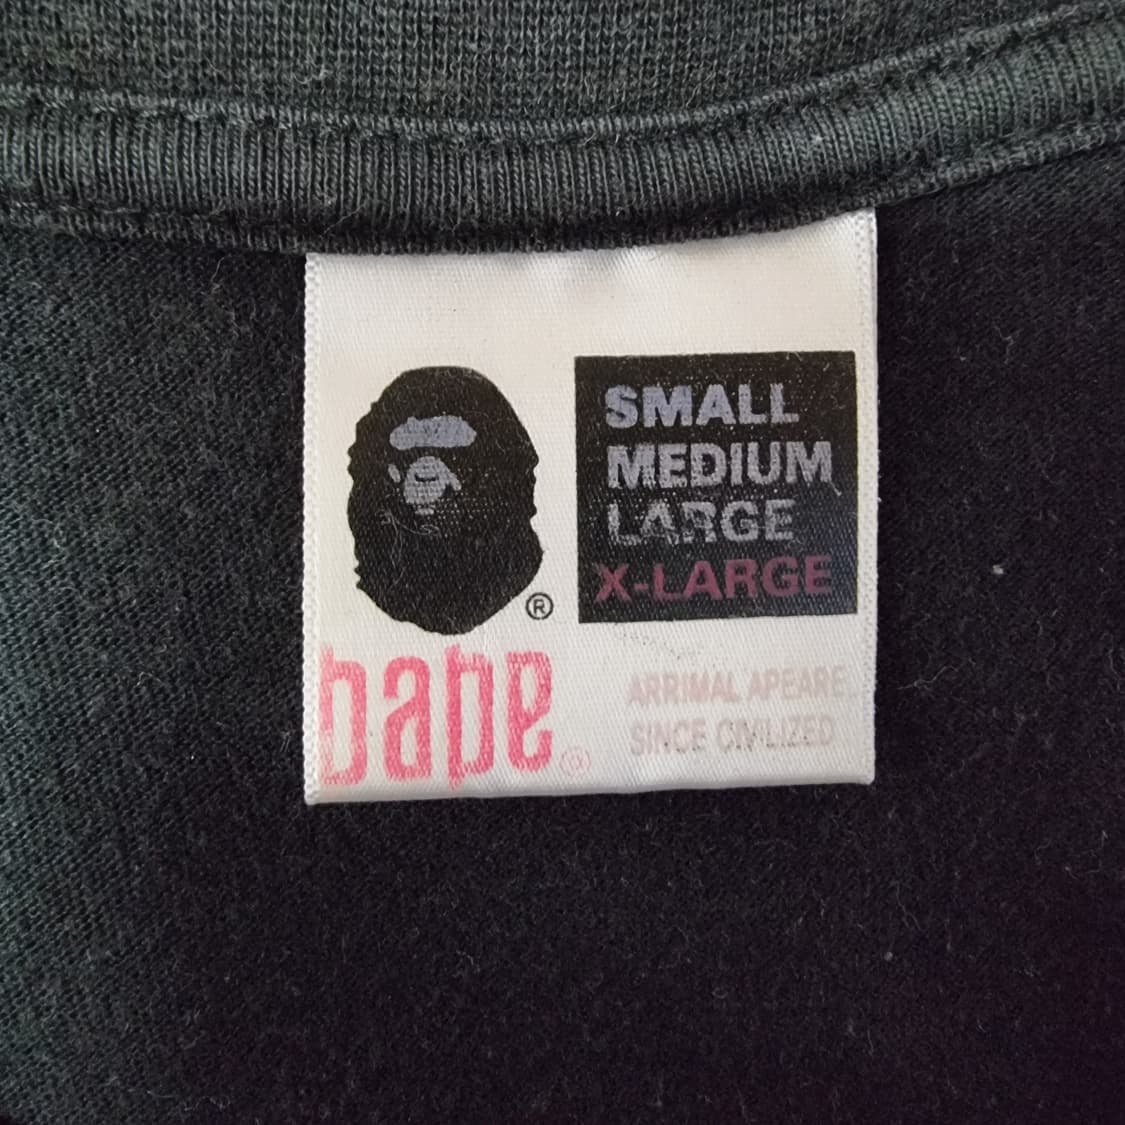 SMALL
MEDIUM
LARGE
X-LARGE
®
bape®
ARRIMAL APEARE
SINCE CIVILIZED